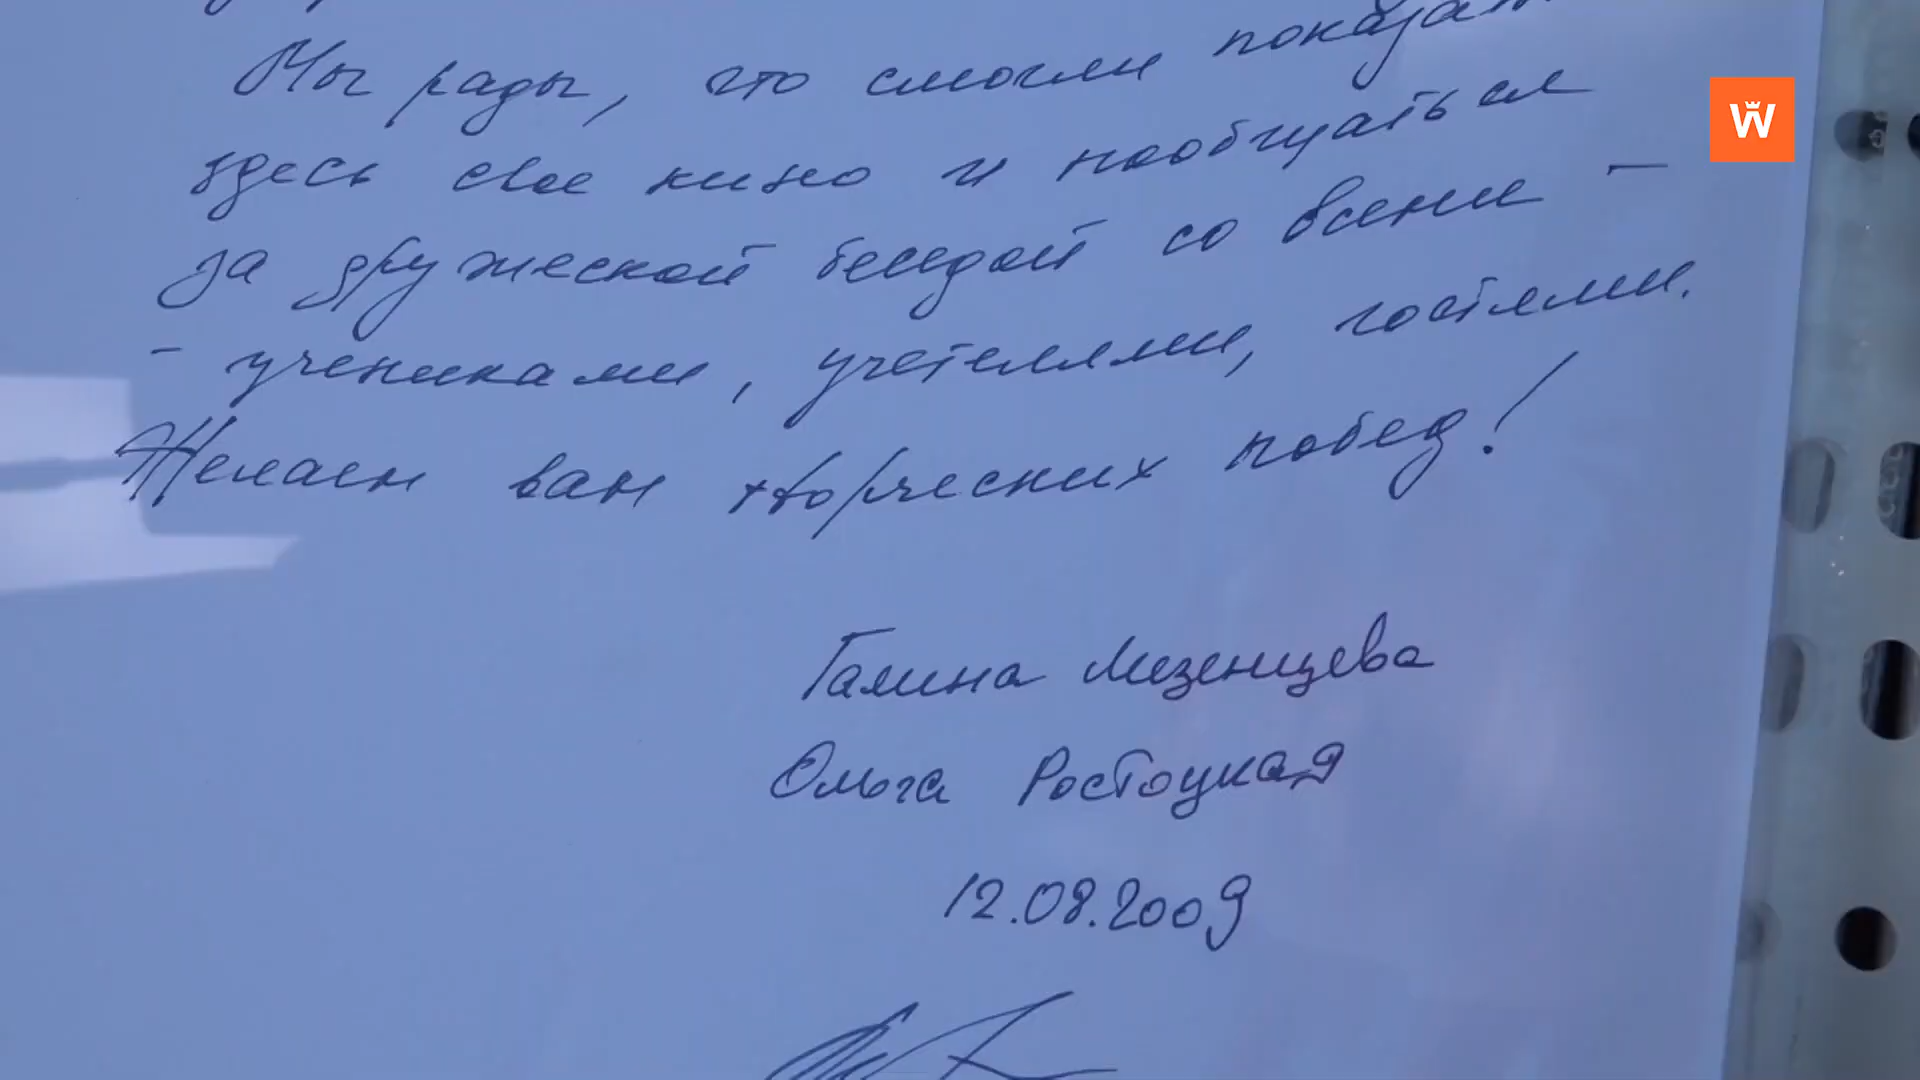 Мы рады, что смогли показать
здесь свое кино и пообщаться
за дружеской беседой со всеми –
– учениками, учителями, гостями.
Желаем вам творческих побед!
Галина Мезенцева
Ольга Ростоцкая
12.08.2009
W